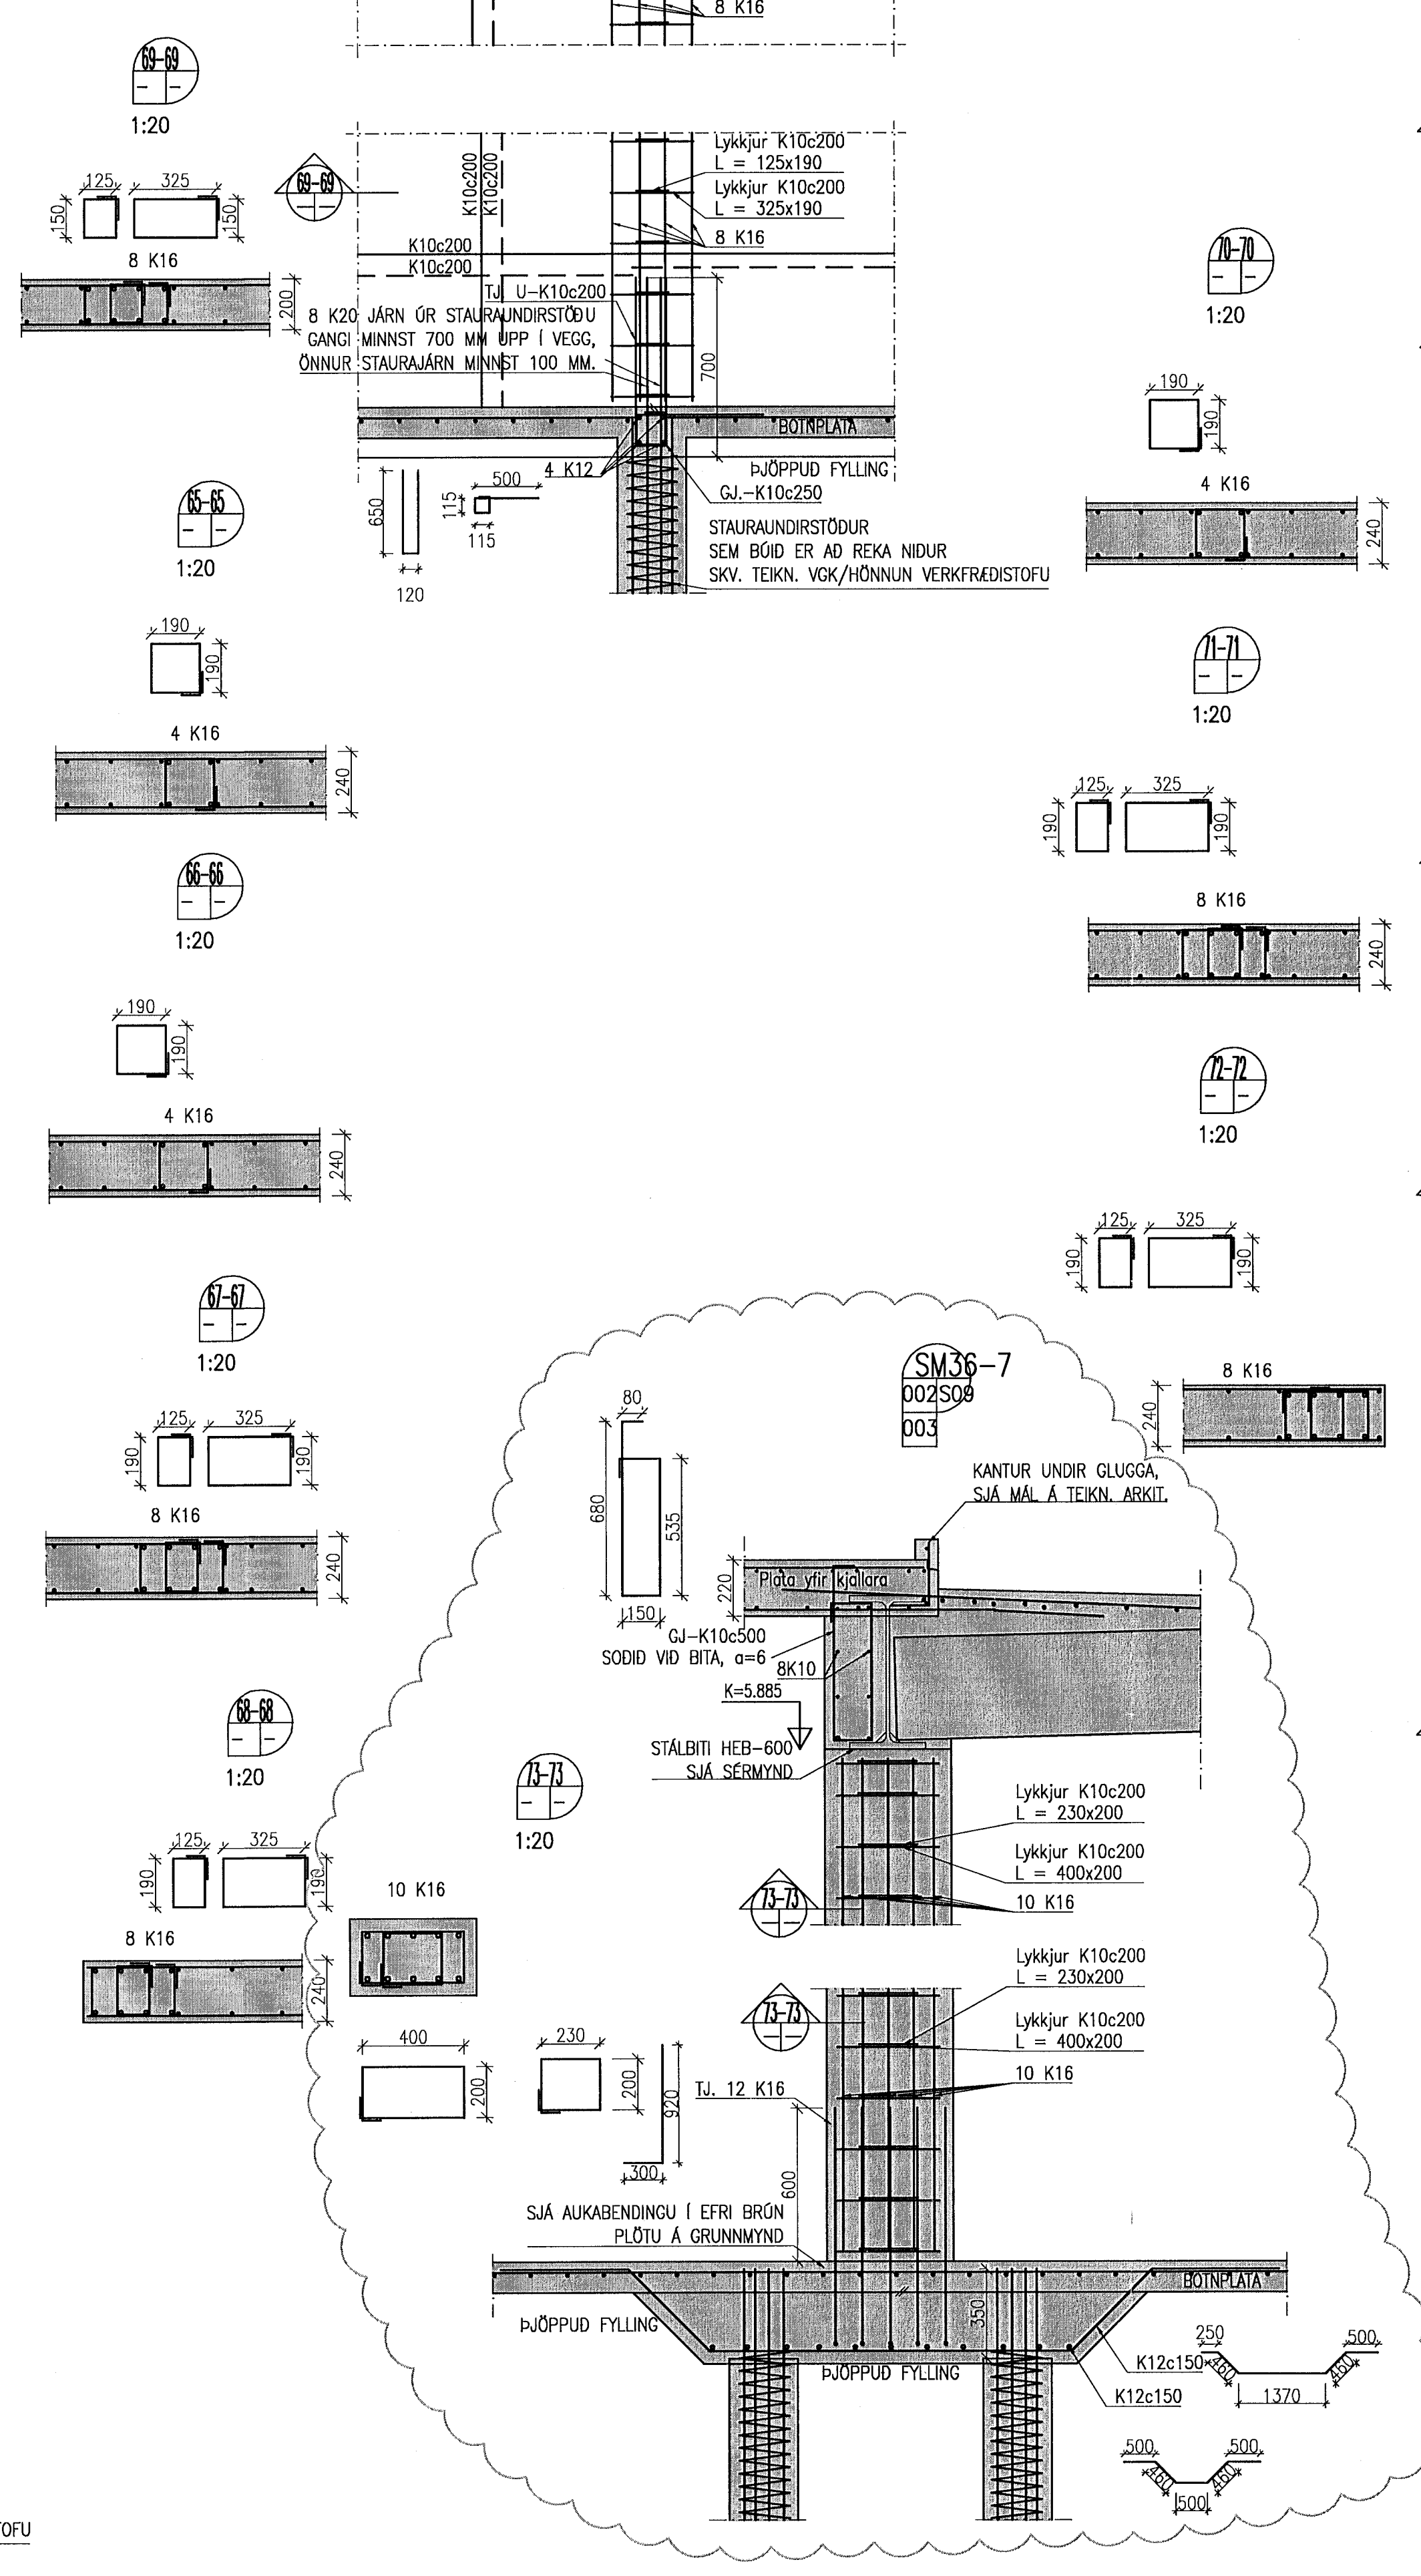 8 K16
69-69
1:20
125
325
150
150
8 K16
200
69-69
K10c200
K10c200
Lykkjur K10c200
L = 125x190
Lykkjur K10c200
L = 325x190
8 K16
K10c200
K10c200
TJ. U-K10c200
8 K20 JÁRN ÚR STAURAUNDIRSTÖÐU
GANGI MINNST 700 MM UPP Í VEGG,
ÖNNUR STAURAJÁRN MINNST 100 MM.
700
BOTNPLATA
4 K12
ÞJÖPPUÐ FYLLING
GJ.-K10c250
650
120
500
115
115
STAURAUNDIRSTÖÐUR
SEM BÚIÐ ER AÐ REKA NIÐUR
SKV. TEIKN. VGK/HÖNNUN VERKFRÆÐISTOFU
70-70
1:20
190
190
4 K16
240
65-65
1:20
190
190
4 K16
240
71-71
1:20
125
325
190
190
8 K16
240
66-66
1:20
190
190
4 K16
240
72-72
1:20
125
325
190
190
8 K16
240
67-67
1:20
125
325
190
190
8 K16
240
68-68
1:20
125
325
190
190
8 K16
240
SM36-7
002
S09
003
80
680
535
150
KANTUR UNDIR GLUGGA,
SJÁ MÁL Á TEIKN. ARKIT.
220
Plata yfir kjallara
GJ-K10c500
SOÐIÐ VIÐ BITA, a=6
8K10
K=5.885
STÁLBITI HEB-600
SJÁ SÉRMYND
73-73
1:20
10 K16
Lykkjur K10c200
L = 230x200
Lykkjur K10c200
L = 400x200
10 K16
73-73
Lykkjur K10c200
L = 230x200
Lykkjur K10c200
L = 400x200
10 K16
73-73
400
200
230
200
920
300
TJ. 12 K16
600
SJÁ AUKABENDINGU Í EFRI BRÚN
PLÖTU Á GRUNNMYND
BOTNPLATA
350
ÞJÖPPUÐ FYLLING
ÞJÖPPUÐ FYLLING
K12c150
K12c150
250
460
1370
460
500
500
460
500
460
500
OFU